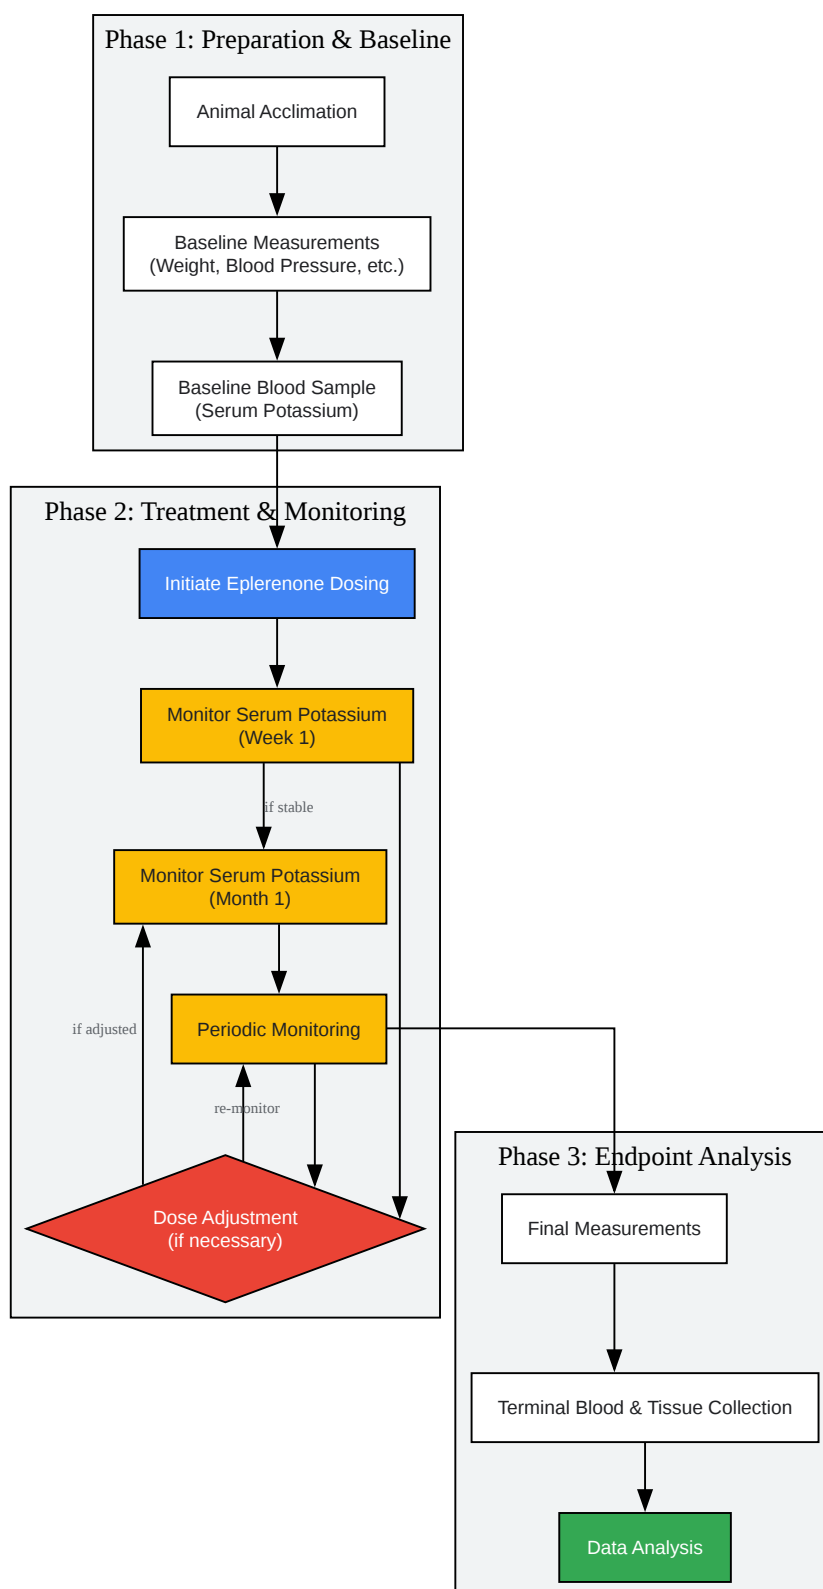 Phase 1: Preparation & Baseline
Animal Acclimation
Baseline Measurements
(Weight, Blood Pressure, etc.)
Baseline Blood Sample
(Serum Potassium)
Phase 2: Treatment & Monitoring
Initiate Eplerenone Dosing
Monitor Serum Potassium
(Week 1)
if stable
Monitor Serum Potassium
(Month 1)
if adjusted
Periodic Monitoring
re-monitor
Dose Adjustment
(if necessary)
Phase 3: Endpoint Analysis
Final Measurements
Terminal Blood & Tissue Collection
Data Analysis